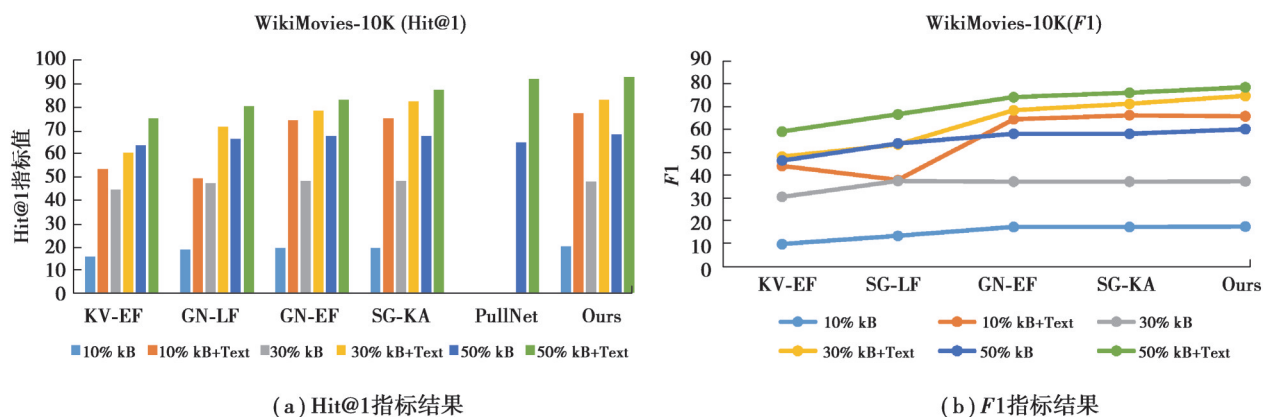 WikiMovies-10K (Hit@1)
Hit@1指标值
100
90
80
70
60
50
40
30
20
10
0
KV-EF GN-LF GN-EF SG-KA PullNet Ours
10% kB 10% kB+Text 30% kB 30% kB+Text 50% kB 50% kB+Text
(a) Hit@1指标结果
WikiMovies-10K(F1)
F1
90
80
70
60
50
40
30
20
10
0
KV-EF SG-LF GN-EF SG-KA Ours
10% kB 10% kB+Text 30% kB
30% kB+Text 50% kB 50% kB+Text
(b) F1指标结果